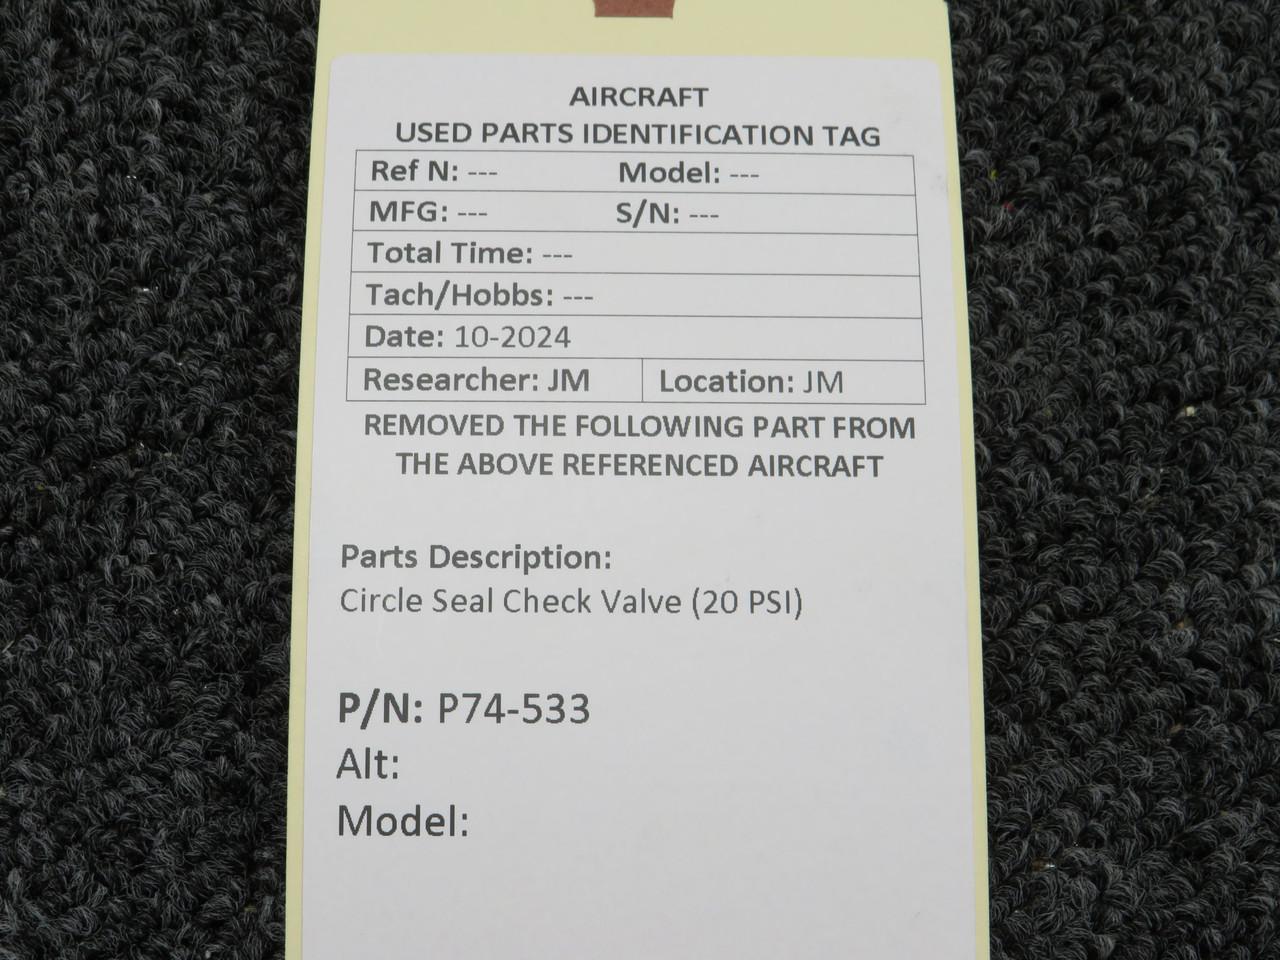 AIRCRAFT
USED PARTS IDENTIFICATION TAG
Ref N: --- Model: ---
MFG: --- S/N: ---
Total Time: ---
Tach/Hobbs: ---
Date: 10-2024
Researcher: JM Location: JM
REMOVED THE FOLLOWING PART FROM
THE ABOVE REFERENCED AIRCRAFT
Parts Description:
Circle Seal Check Valve (20 PSI)
P/N: P74-533
Alt:
Model: